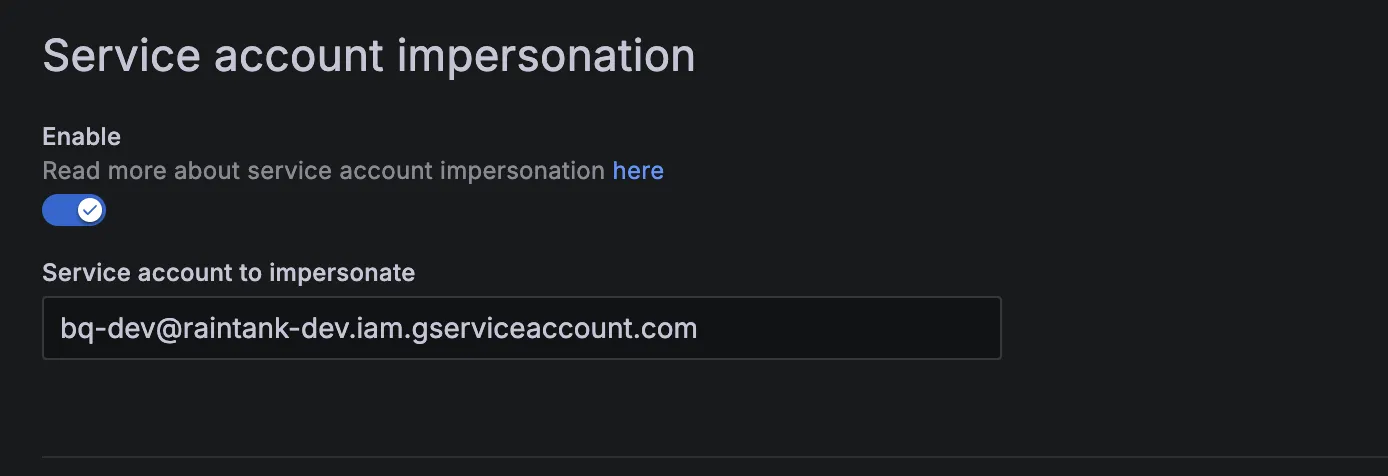 Service account impersonation
Enable
Read more about service account impersonation here
Service account to impersonate
bq-dev@raintank-dev.iam.gserviceaccount.com